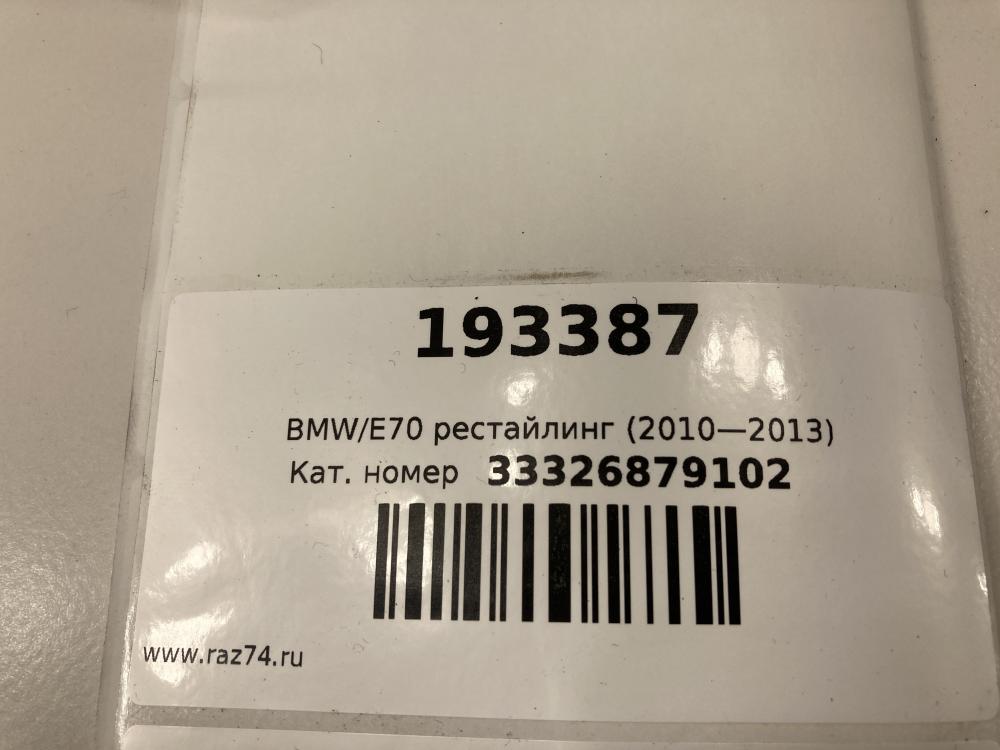 193387
BMW/E70 рестайлинг (2010—2013)
Кат. номер 33326879102
www.raz74.ru